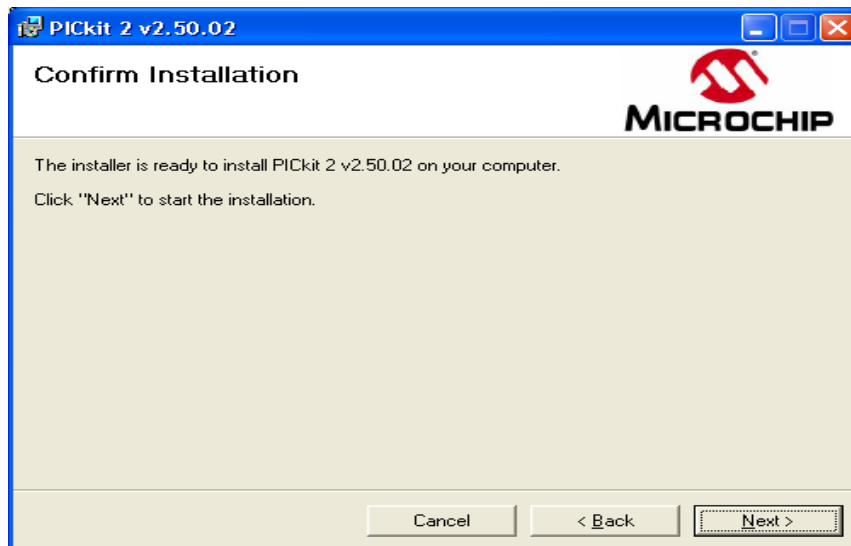 PICkit 2 v2.50.02
Confirm Installation
MICROCHIP
The installer is ready to install PICkit 2 v2.50.02 on your computer.
Click "Next" to start the installation.
Cancel
< Back
Next >